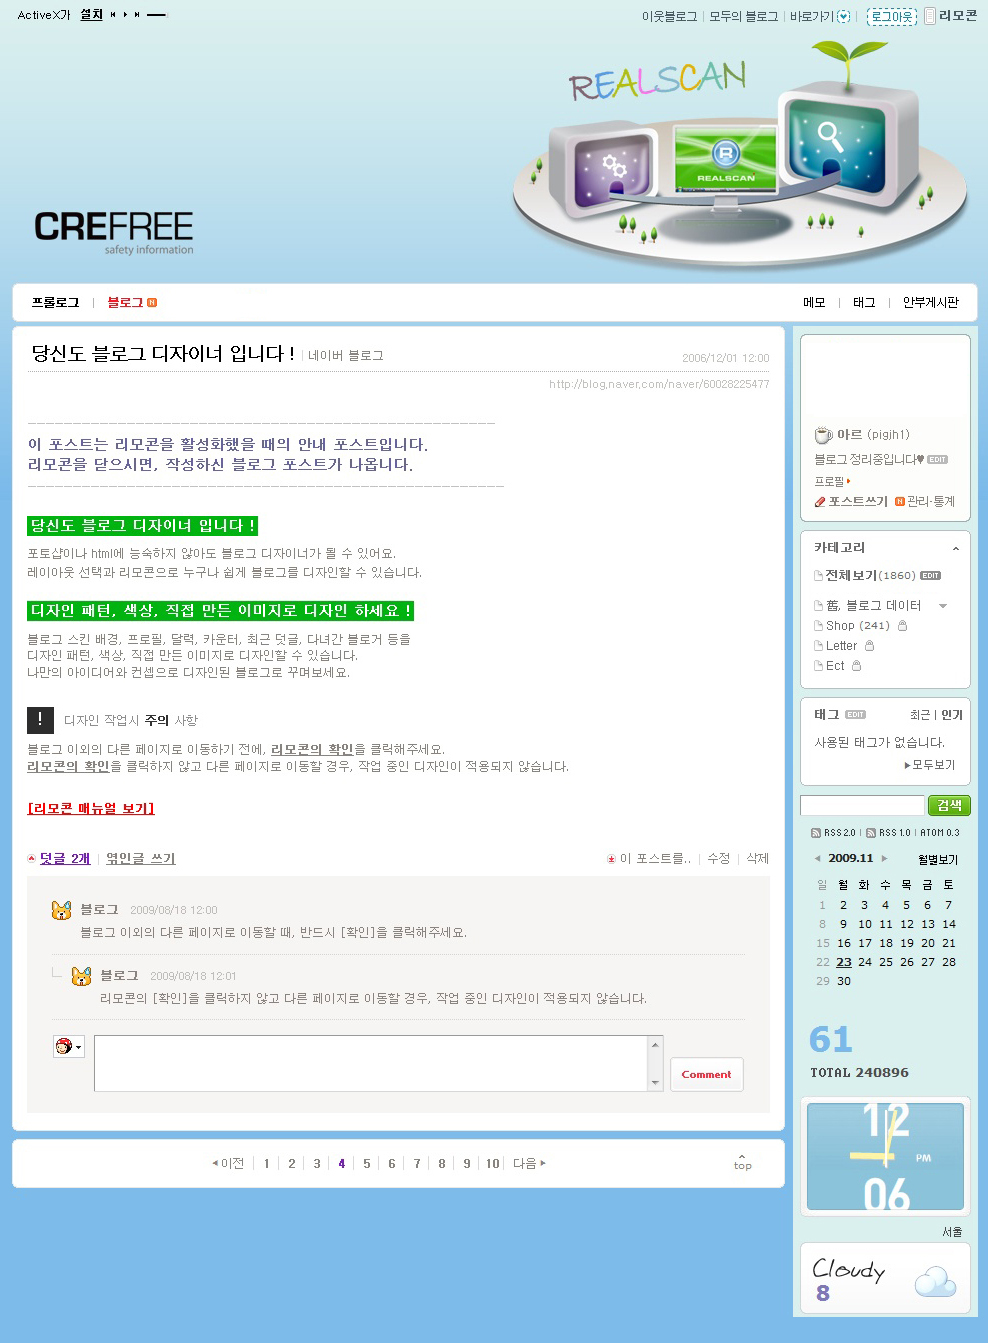 ActiveX가 설치
이웃블로그 | 모두의 블로그 | 바로가기 | 로그아웃 리모콘
REALSCAN
REALSCAN
CREFREE
safety information
프롤로그 | 블로그 N
메모 | 태그 | 안부게시판
당신도 블로그 디자이너 입니다 ! | 네이버 블로그
2006/12/01 12:00
http://blog.naver.com/naver/60028225477
이 포스트는 리모콘을 활성화했을 때의 안내 포스트입니다.
리모콘을 닫으시면, 작성하신 블로그 포스트가 나옵니다.
당신도 블로그 디자이너 입니다 !
포토샵이나 html에 능숙하지 않아도 블로그 디자이너가 될 수 있어요.
레이아웃 선택과 리모콘으로 누구나 쉽게 블로그를 디자인할 수 있습니다.
디자인 패턴, 색상, 직접 만든 이미지로 디자인 하세요 !
블로그 스킨 배경, 프로필, 달력, 카운터, 최근 덧글, 다녀간 블로거 등을
디자인 패턴, 색상, 직접 만든 이미지로 디자인할 수 있습니다.
나만의 아이디어와 컨셉으로 디자인된 블로그로 꾸며보세요.
! 디자인 작업시 주의 사항
블로그 이외의 다른 페이지로 이동하기 전에, 리모콘의 확인을 클릭해주세요.
리모콘의 확인을 클릭하지 않고 다른 페이지로 이동할 경우, 작업 중인 디자인이 적용되지 않습니다.
[리모콘 매뉴얼 보기]
덧글 2개 | 엮인글 쓰기
이 포스트를.. | 수정 | 삭제
블로그 2009/08/18 12:00
블로그 이외의 다른 페이지로 이동할 때, 반드시 [확인]을 클릭해주세요.
블로그 2009/08/18 12:01
리모콘의 [확인]을 클릭하지 않고 다른 페이지로 이동할 경우, 작업 중인 디자인이 적용되지 않습니다.
Comment
이전 | 1 | 2 | 3 | 4 | 5 | 6 | 7 | 8 | 9 | 10 | 다음
top
마르 (pigjh1)
블로그 정리중입니다♥ EDIT
프로필
포스트쓰기 N 관리·통계
카테고리
전체보기(1860) EDIT
舊, 블로그 데이터
Shop (241)
Letter
Ect
태그 EDIT 최근 | 인기
사용된 태그가 없습니다.
▶모두보기
검색
RSS 2.0 | RSS 1.0 | ATOM 0.3
2009.11 월별보기
일 월 화 수 목 금 토
1 2 3 4 5 6 7
8 9 10 11 12 13 14
15 16 17 18 19 20 21
22 23 24 25 26 27 28
29 30
61
TOTAL 240896
12
PM
06
서울
Cloudy
8